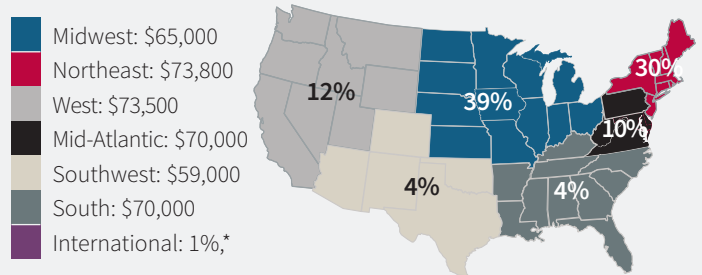 Midwest: $65,000
Northeast: $73,800
West: $73,500
Mid-Atlantic: $70,000
Southwest: $59,000
South: $70,000
International: 1%,*
30%
12%
39%
10%
4%
4%